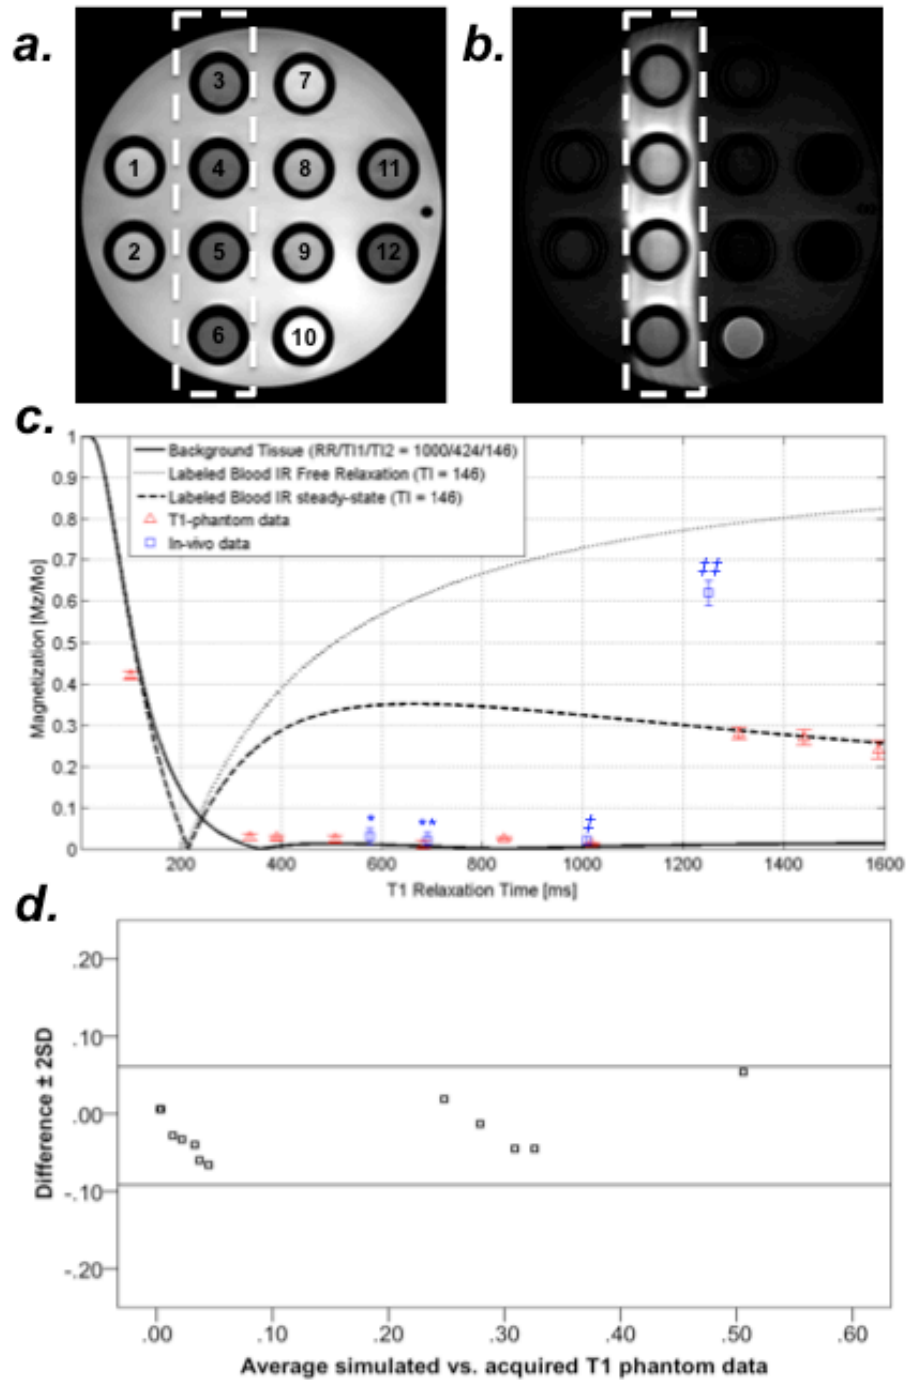 a.
b.
3
7
1
4
8
11
2
5
9
12
6
10
c.
1
0.9
0.8
0.7
0.6
0.5
0.4
0.3
0.2
0.1
0
Magnetization [Mz/Mo]
Background Tissue (RR/TI1/TI2 = 1000/424/146)
Labeled Blood IR Free Relaxation (TI = 146)
Labeled Blood IR steady-state (TI = 146)
T1-phantom data
In-vivo data
*
**
‡
‡‡
200 400 600 800 1000 1200 1400 1600
T1 Relaxation Time [ms]
d.
.20
.10
.00
-.10
-.20
Difference ± 2SD
.00 .10 .20 .30 .40 .50 .60
Average simulated vs. acquired T1 phantom data